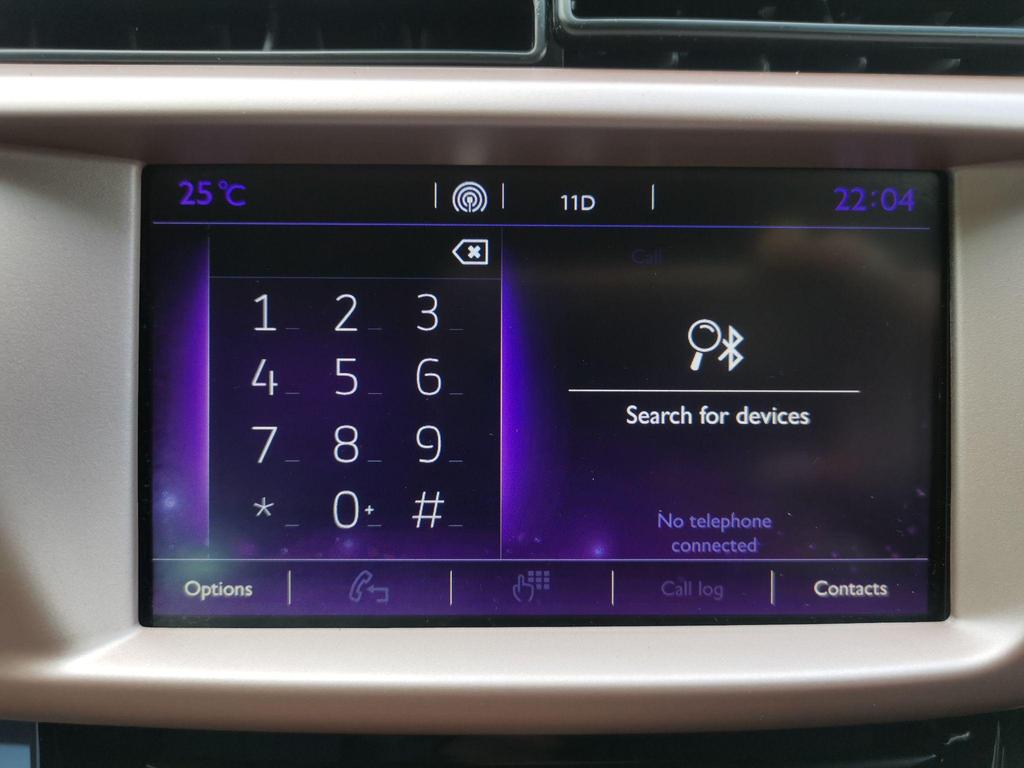 25 °C
11D
22:04
Call
1 _ 2 _ 3 _
4 _ 5 _ 6 _
7 _ 8 _ 9 _
* _ 0+ _ # _
Search for devices
No telephone
connected
Options
Call log
Contacts